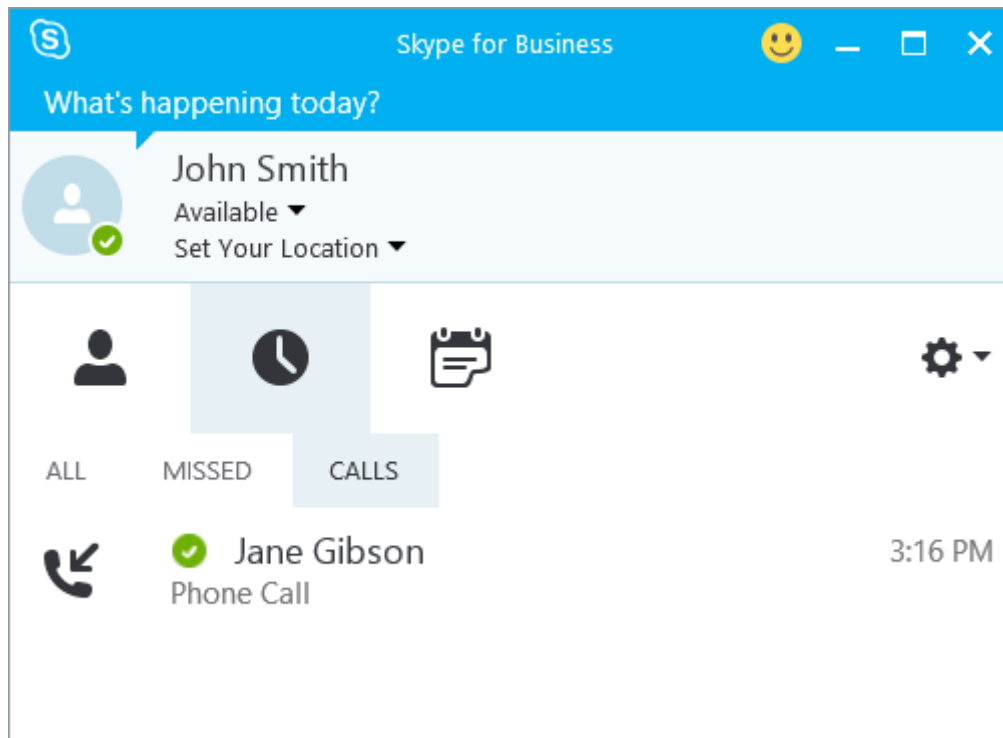 Skype for Business
What's happening today?
John Smith
Available
Set Your Location
ALL MISSED CALLS
Jane Gibson 3:16 PM
Phone Call